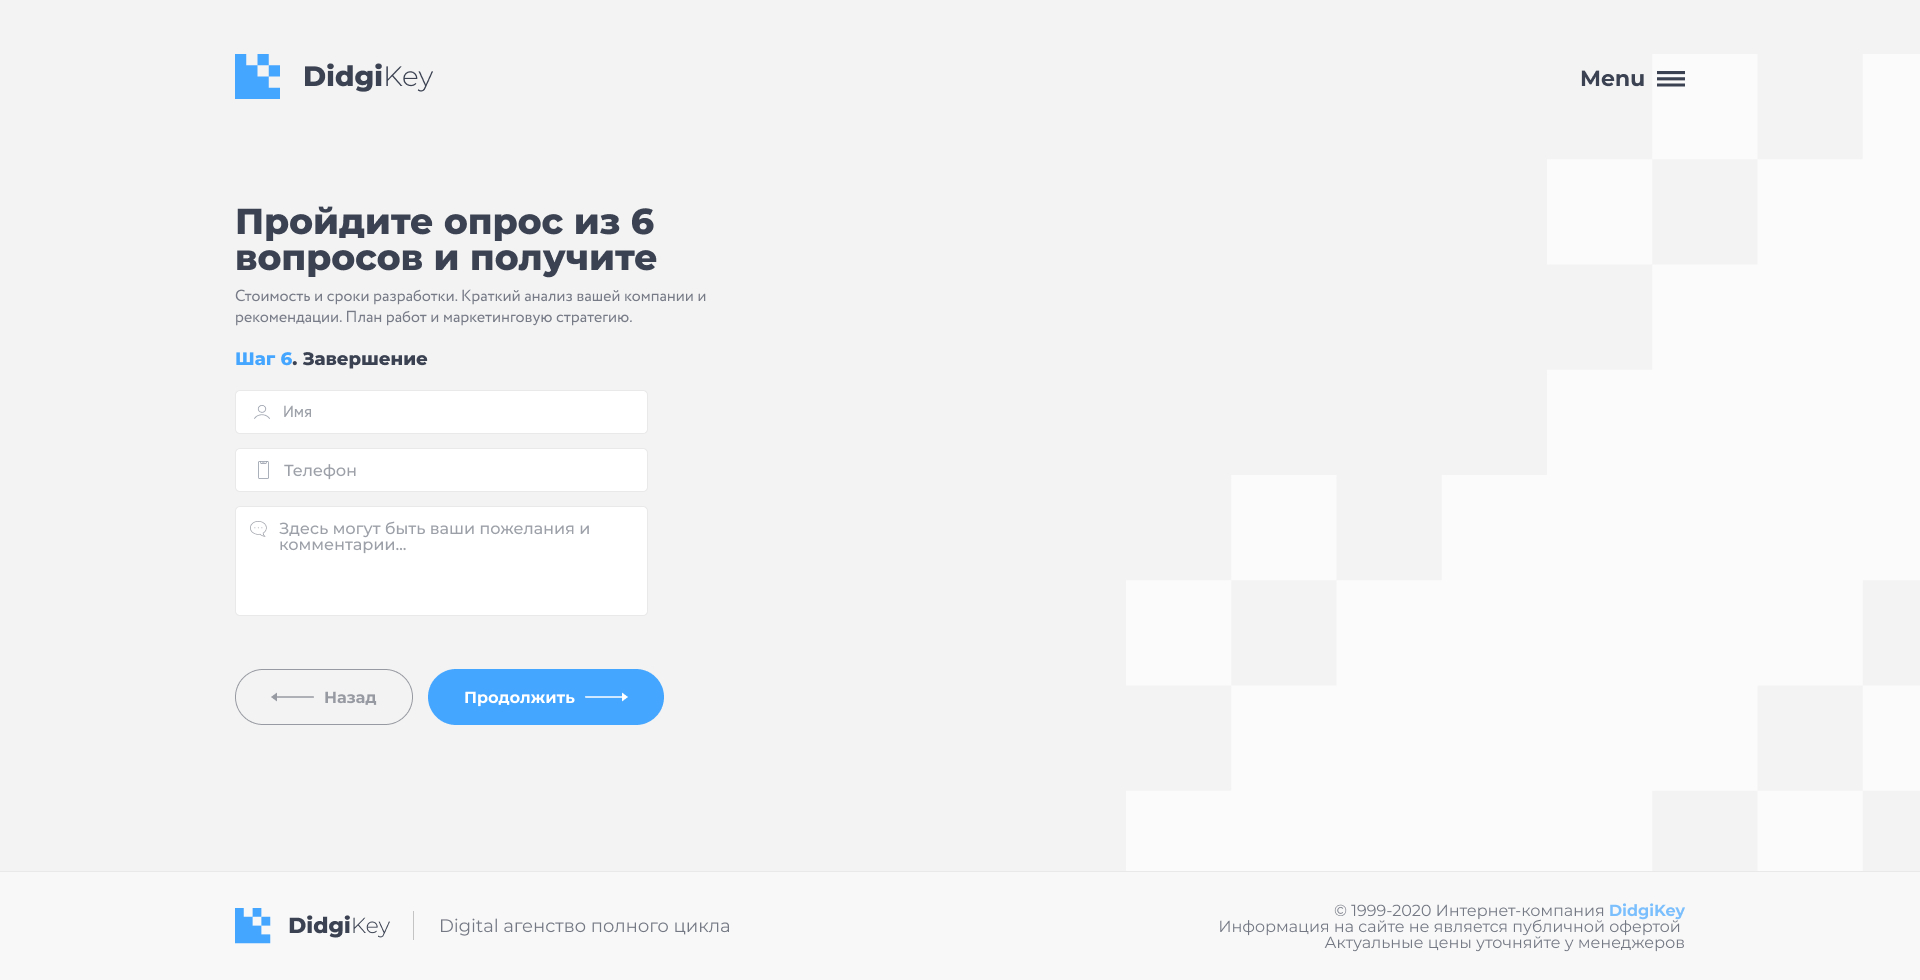 DidgiKey
Menu
Пройдите опрос из 6
вопросов и получите
Стоимость и сроки разработки. Краткий анализ вашей компании и
рекомендации. План работ и маркетинговую стратегию.
Шаг 6. Завершение
Имя
Телефон
Здесь могут быть ваши пожелания и
комментарии...
Назад
Продолжить
DidgiKey
Digital агенство полного цикла
© 1999-2020 Интернет-компания DidgiKey
Информация на сайте не является публичной офертой
Актуальные цены уточняйте у менеджеров